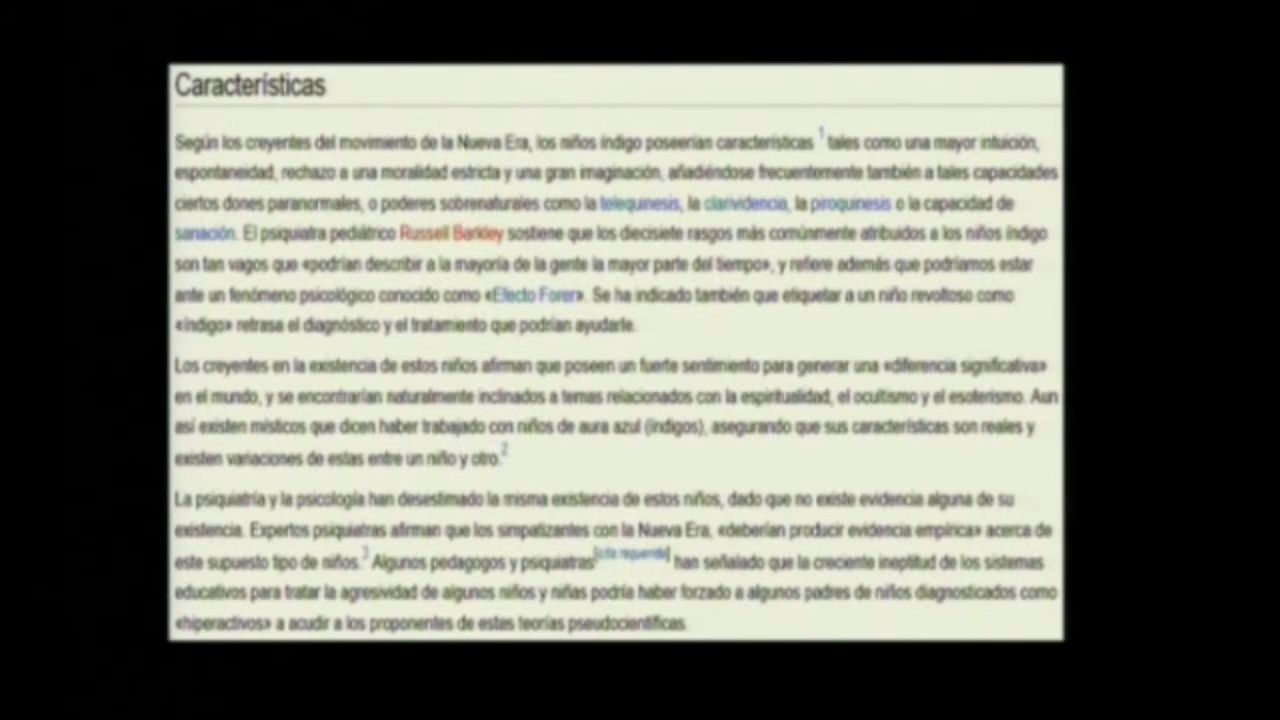 Características
Según los creyentes del movimiento de la Nueva Era, los niños índigo poseerían características 1 tales como una mayor intuición,
espontaneidad, rechazo a una moralidad estricta y una gran imaginación, añadiéndose frecuentemente también a tales capacidades
ciertos dones paranormales, o poderes sobrenaturales como la telequinesis, la clarividencia, la piroquinesis o la capacidad de
sanación. El psiquiatra pediátrico Russell Barkley sostiene que los diecisiete rasgos más comúnmente atribuidos a los niños índigo
son tan vagos que «podrían describir a la mayoría de la gente la mayor parte del tiempo», y refiere además que podríamos estar
ante un fenómeno psicológico conocido como «Efecto Forer». Se ha indicado también que etiquetar a un niño revoltoso como
«índigo» retrasa el diagnóstico y el tratamiento que podrían ayudarle.
Los creyentes en la existencia de estos niños afirman que poseen un fuerte sentimiento para generar una «diferencia significativa»
en el mundo, y se encontrarían naturalmente inclinados a temas relacionados con la espiritualidad, el ocultismo y el esoterismo. Aun
así existen místicos que dicen haber trabajado con niños de aura azul (índigos), asegurando que sus características son reales y
existen variaciones de estas entre un niño y otro.2
La psiquiatría y la psicología han desestimado la misma existencia de estos niños, dado que no existe evidencia alguna de su
existencia. Expertos psiquiatras afirman que los simpatizantes con la Nueva Era, «deberían producir evidencia empírica» acerca de
este supuesto tipo de niños.3 Algunos pedagogos y psiquiatras[cita requerida] han señalado que la creciente ineptitud de los sistemas
educativos para tratar la agresividad de algunos niños y niñas podría haber forzado a algunos padres de niños diagnosticados como
«hiperactivos» a acudir a los proponentes de estas teorías pseudocientíficas.